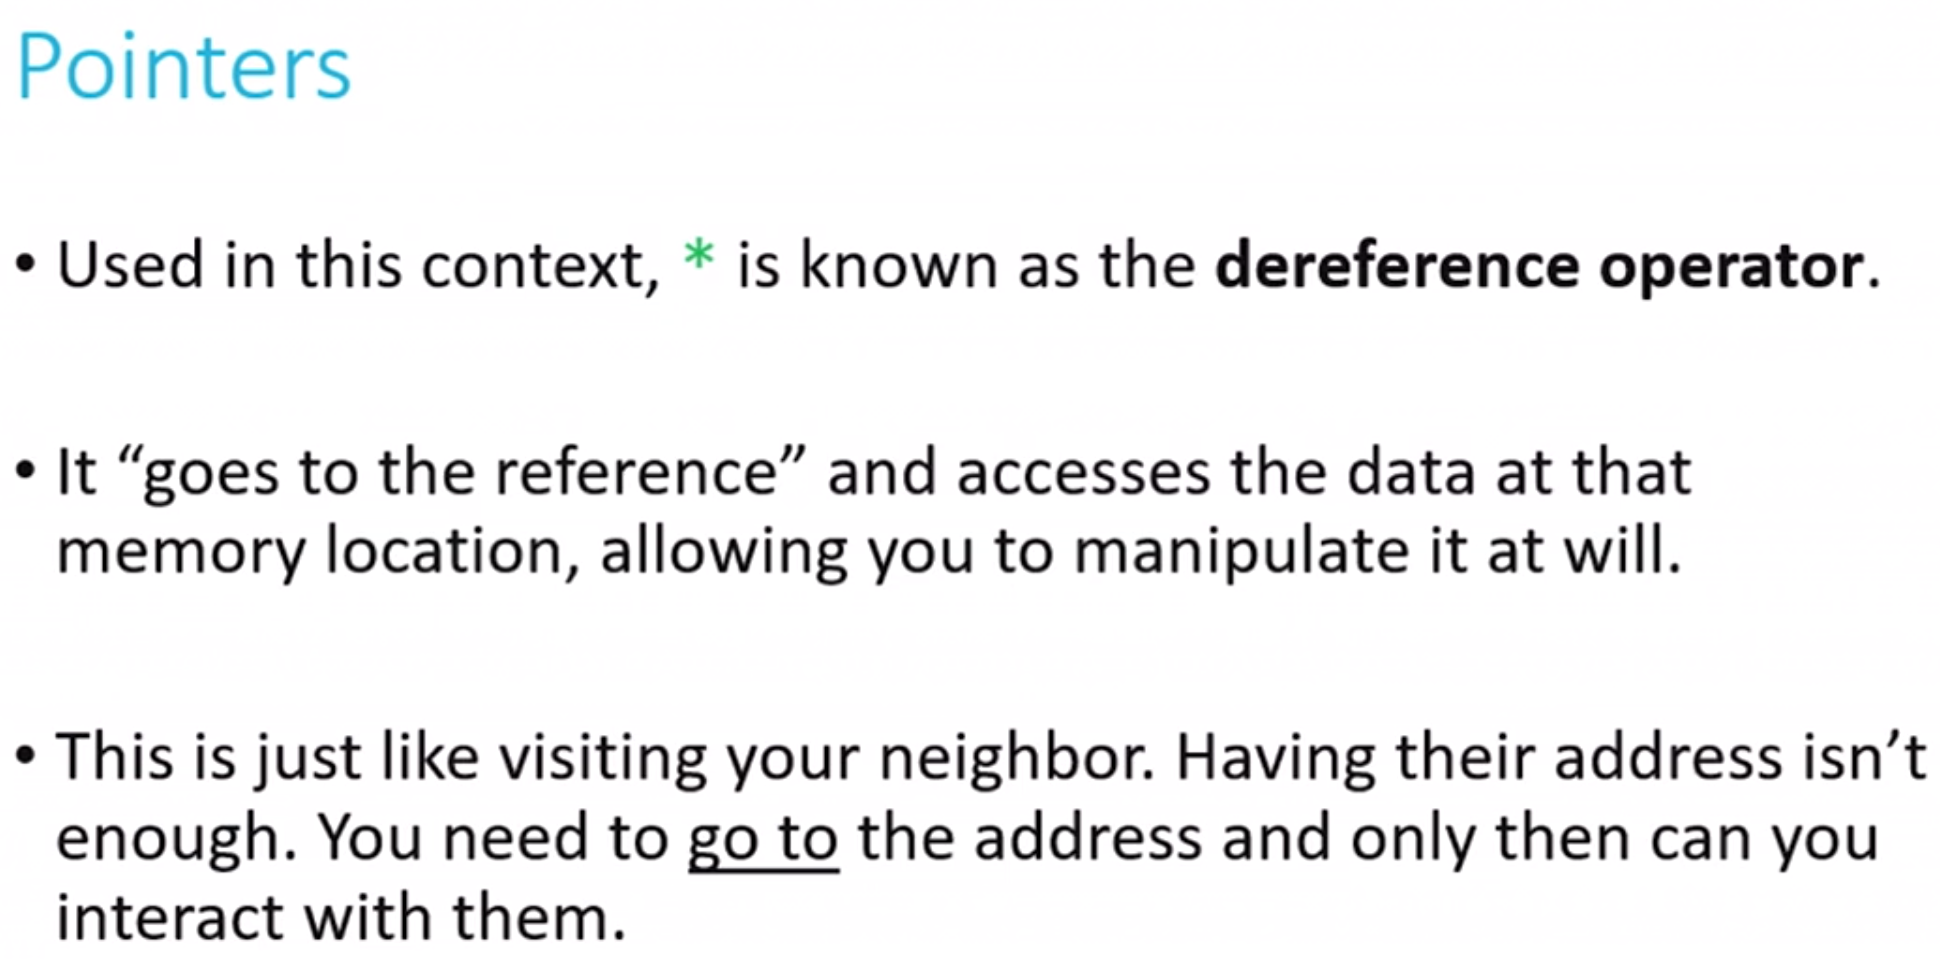 Pointers
• Used in this context, * is known as the dereference operator.
• It “goes to the reference” and accesses the data at that
memory location, allowing you to manipulate it at will.
• This is just like visiting your neighbor. Having their address isn’t
enough. You need to go to the address and only then can you
interact with them.